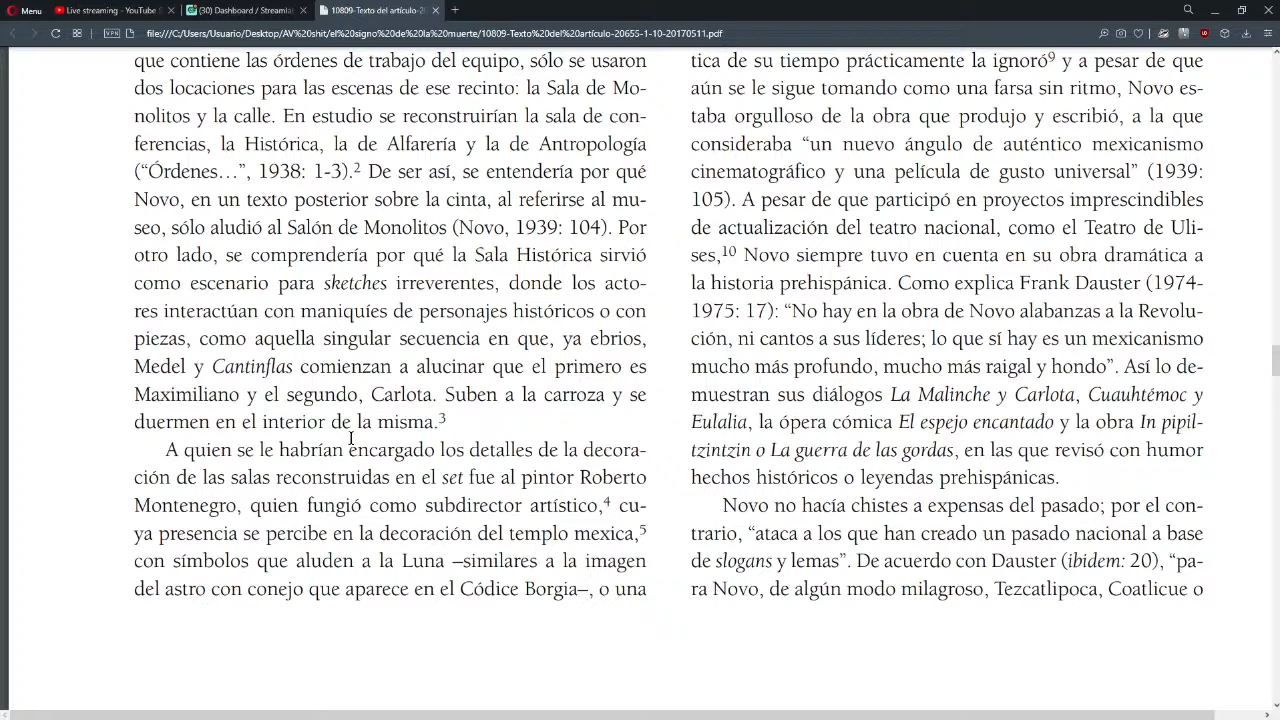 Menu
Live streaming - YouTube S
(30) Dashboard / Streamlab
10809-Texto del artículo-2
VPN
file:///C:/Users/Usuario/Desktop/AV%20shit/el%20signo%20de%20la%20muerte/10809-Texto%20del%20artículo-20655-1-10-20170511.pdf
que contiene las órdenes de trabajo del equipo, sólo se usaron
dos locaciones para las escenas de ese recinto: la Sala de Mo-
nolitos y la calle. En estudio se reconstruirían la sala de con-
ferencias, la Histórica, la de Alfarería y la de Antropología
(“Órdenes…”, 1938: 1-3).2 De ser así, se entendería por qué
Novo, en un texto posterior sobre la cinta, al referirse al mu-
seo, sólo aludió al Salón de Monolitos (Novo, 1939: 104). Por
otro lado, se comprendería por qué la Sala Histórica sirvió
como escenario para sketches irreverentes, donde los acto-
res interactúan con maniquíes de personajes históricos o con
piezas, como aquella singular secuencia en que, ya ebrios,
Medel y Cantinflas comienzan a alucinar que el primero es
Maximiliano y el segundo, Carlota. Suben a la carroza y se
duermen en el interior de la misma.3
A quien se le habrían encargado los detalles de la decora-
ción de las salas reconstruidas en el set fue al pintor Roberto
Montenegro, quien fungió como subdirector artístico,4 cu-
ya presencia se percibe en la decoración del templo mexica,5
con símbolos que aluden a la Luna –similares a la imagen
del astro con conejo que aparece en el Códice Borgia–, o una
tica de su tiempo prácticamente la ignoró9 y a pesar de que
aún se le sigue tomando como una farsa sin ritmo, Novo es-
taba orgulloso de la obra que produjo y escribió, a la que
consideraba “un nuevo ángulo de auténtico mexicanismo
cinematográfico y una película de gusto universal” (1939:
105). A pesar de que participó en proyectos imprescindibles
de actualización del teatro nacional, como el Teatro de Uli-
ses,10 Novo siempre tuvo en cuenta en su obra dramática a
la historia prehispánica. Como explica Frank Dauster (1974-
1975: 17): “No hay en la obra de Novo alabanzas a la Revolu-
ción, ni cantos a sus líderes; lo que sí hay es un mexicanismo
mucho más profundo, mucho más raigal y hondo”. Así lo de-
muestran sus diálogos La Malinche y Carlota, Cuauhtémoc y
Eulalia, la ópera cómica El espejo encantado y la obra In pipil-
tzintzin o La guerra de las gordas, en las que revisó con humor
hechos históricos o leyendas prehispánicas.
Novo no hacía chistes a expensas del pasado; por el con-
trario, “ataca a los que han creado un pasado nacional a base
de slogans y lemas”. De acuerdo con Dauster (ibidem: 20), “pa-
ra Novo, de algún modo milagroso, Tezcatlipoca, Coatlicue o